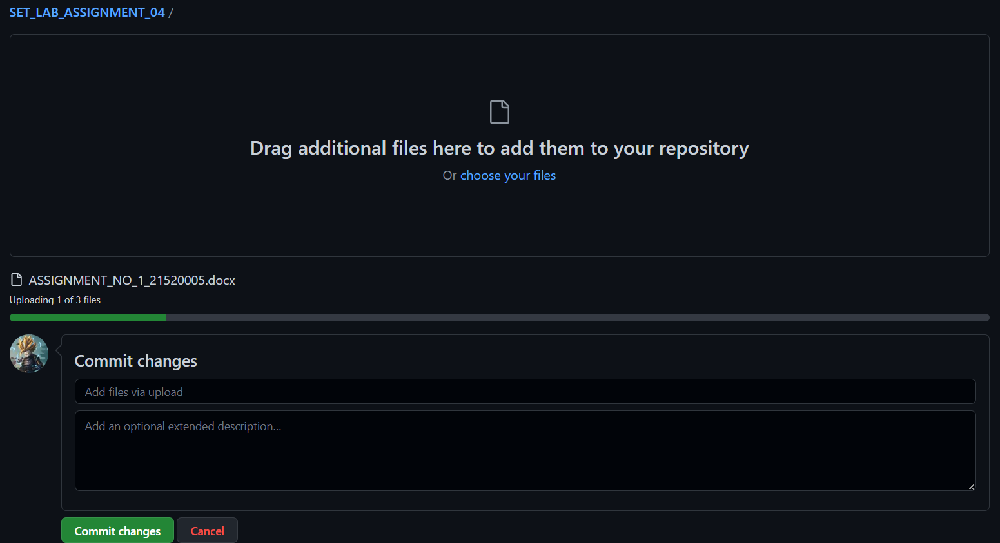 SET_LAB_ASSIGNMENT_04 /
Drag additional files here to add them to your repository
Or choose your files
ASSIGNMENT_NO_1_21520005.docx
Uploading 1 of 3 files
Commit changes
Add files via upload
Add an optional extended description...
Commit changes
Cancel